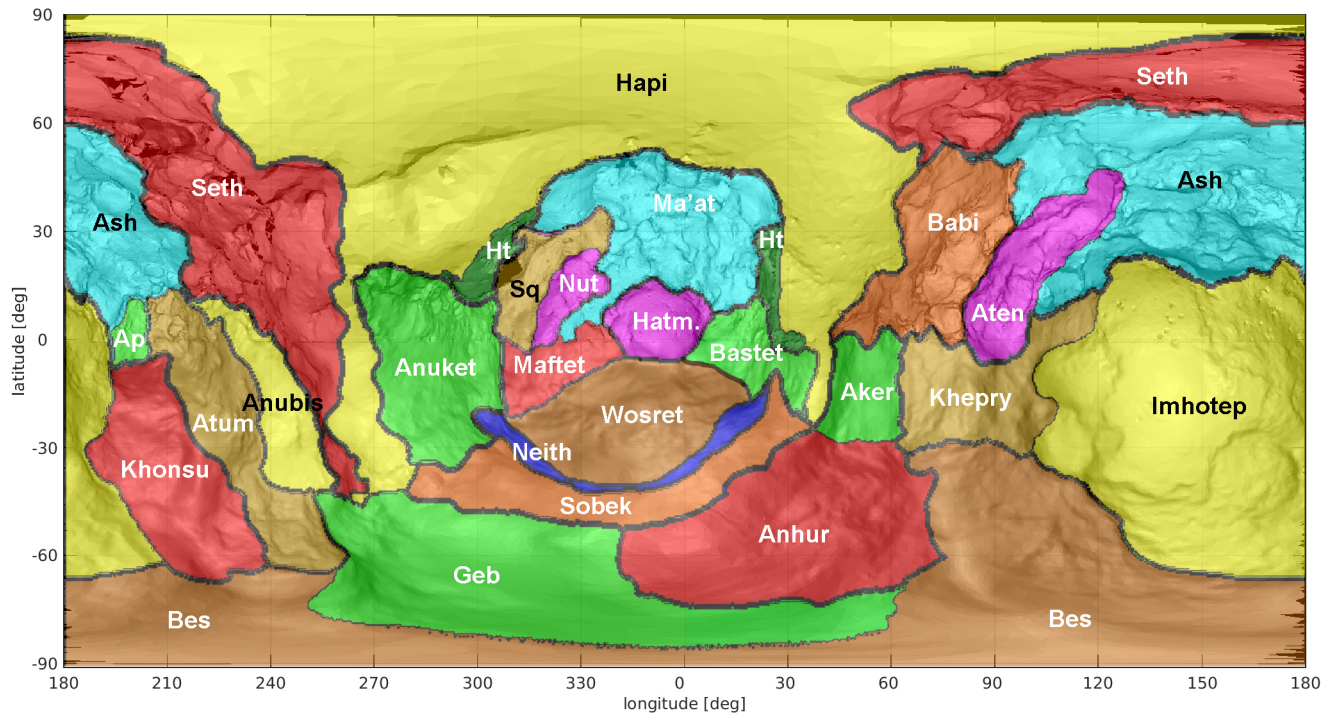 90
Hapi
Seth
60
Seth
Ash
Ash
Ma’at
Babi
30
Ht
Ht
Sq
Nut
Aten
Hatm.
Ap
0
Bastet
Maftet
Anuket
Aker
Khepry
Anubis
Imhotep
Wosret
Atum
-30
Neith
Khonsu
Sobek
Anhur
-60
Geb
Bes
Bes
-90
180
210
240
270
300
330
0
30
60
90
120
150
180
longitude [deg]
latitude [deg]